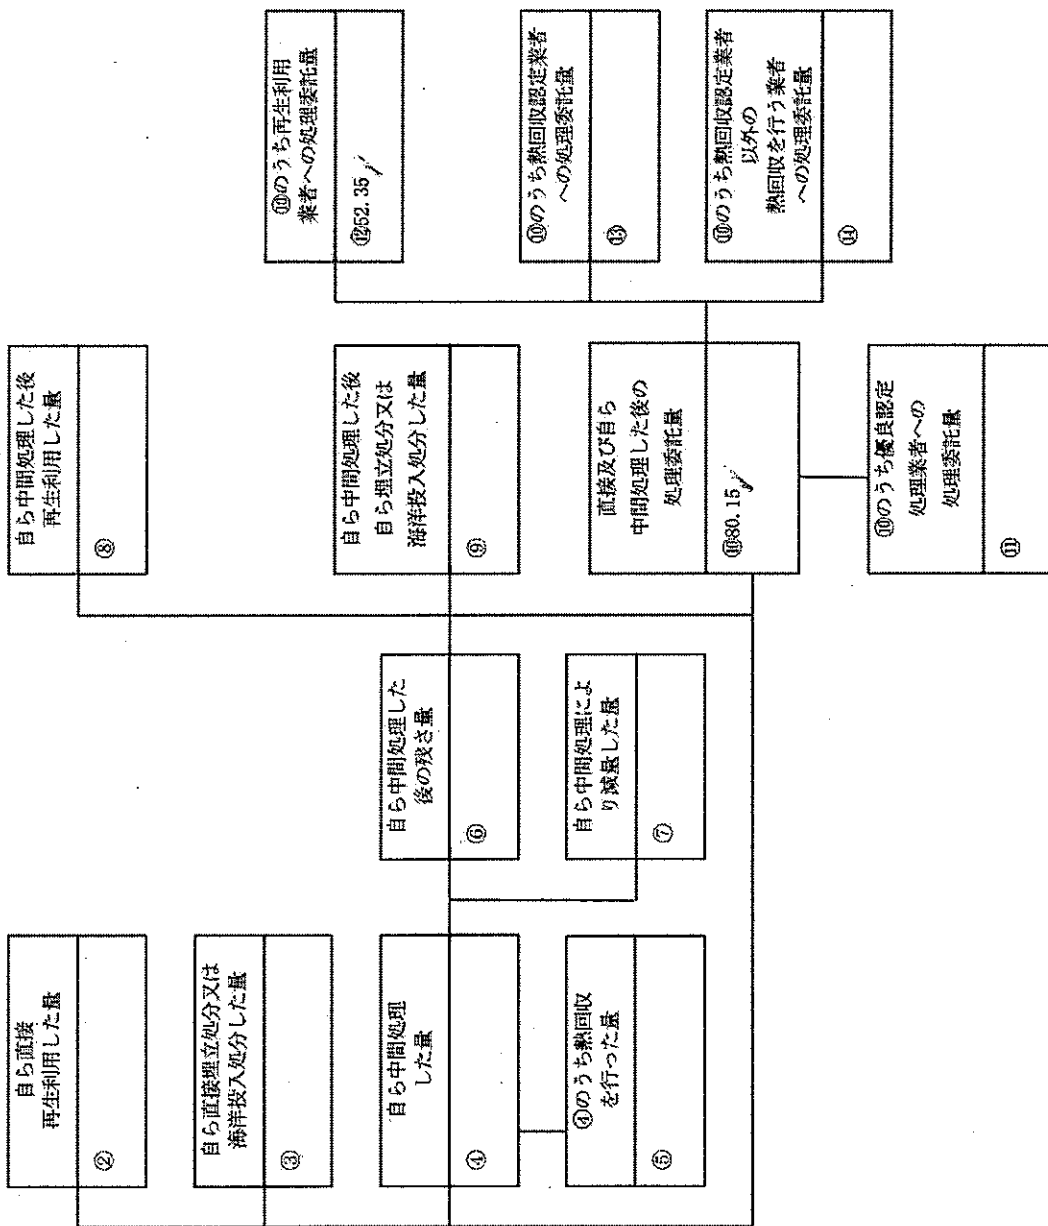 自ら直接
再生利用した量
②
自ら直接埋立処分又は
海洋投入処分した量
③
自ら中間処理
した量
④
④のうち熱回収
を行った量
⑤
自ら中間処理した
後の残さ量
⑥
自ら中間処理によ
り減量した量
⑦
自ら中間処理した後
再生利用した量
⑧
自ら中間処理した後
自ら埋立処分又は
海洋投入処分した量
⑨
直接及び自ら
中間処理した後の
処理委託量
⑩80.15
⑩のうち優良認定
処理業者への
処理委託量
⑪
⑩のうち再生利用
業者への処理委託量
⑫52.35
⑩のうち熱回収認定業者
への処理委託量
⑬
⑩のうち熱回収認定業者
以外の
熱回収を行う業者
への処理委託量
⑭